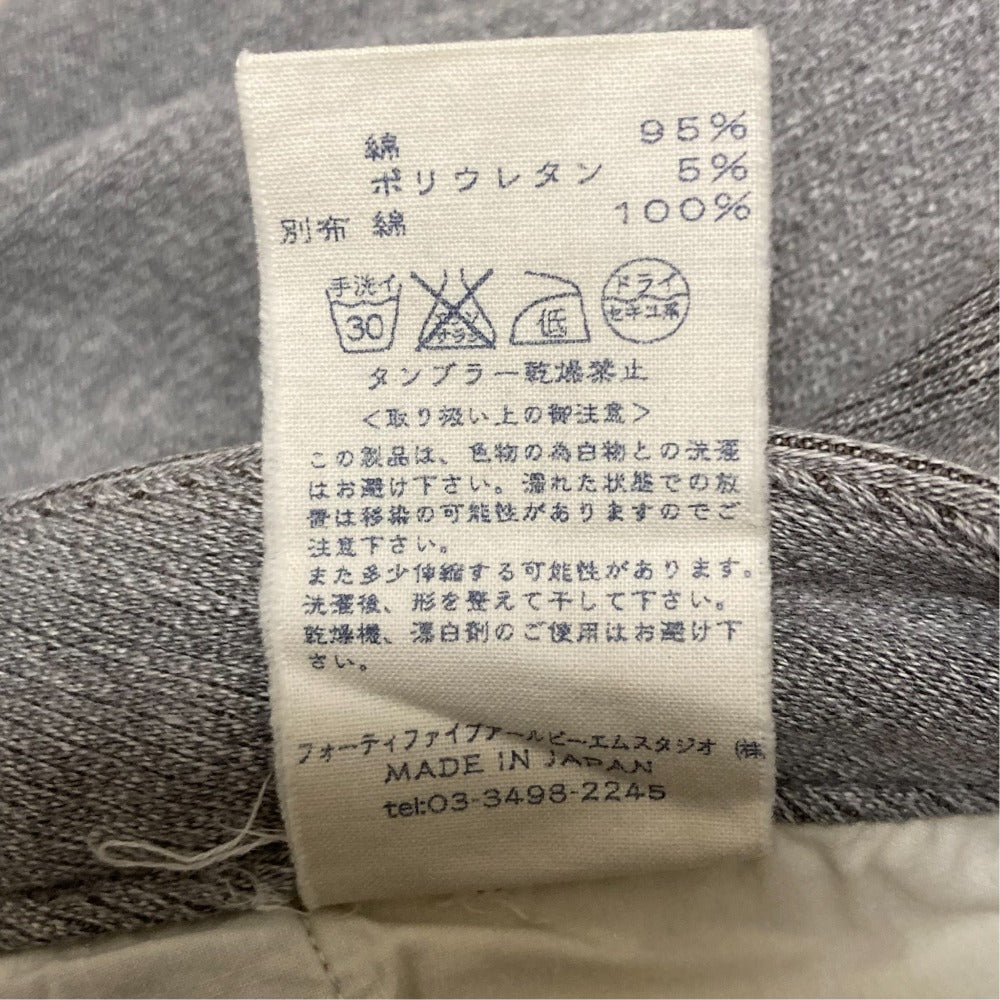 綿 95%
ポリウレタン 5%
別布 綿 100%
手洗イ 30 エンソ サラシ 低 ドライ セキユ系
タンブラー乾燥禁止
<取り扱い上の御注意>
この製品は、色物の為白物との洗濯
はお避け下さい。濡れた状態での放
置は移染の可能性がありますのでご
注意下さい。
また多少伸縮する可能性があります。
洗濯後、形を整えて干して下さい。
乾燥機、漂白剤のご使用はお避け下
さい。
フォーティファイブアールピーエムスタジオ (株
MADE IN JAPAN
tel:03-3498-2245